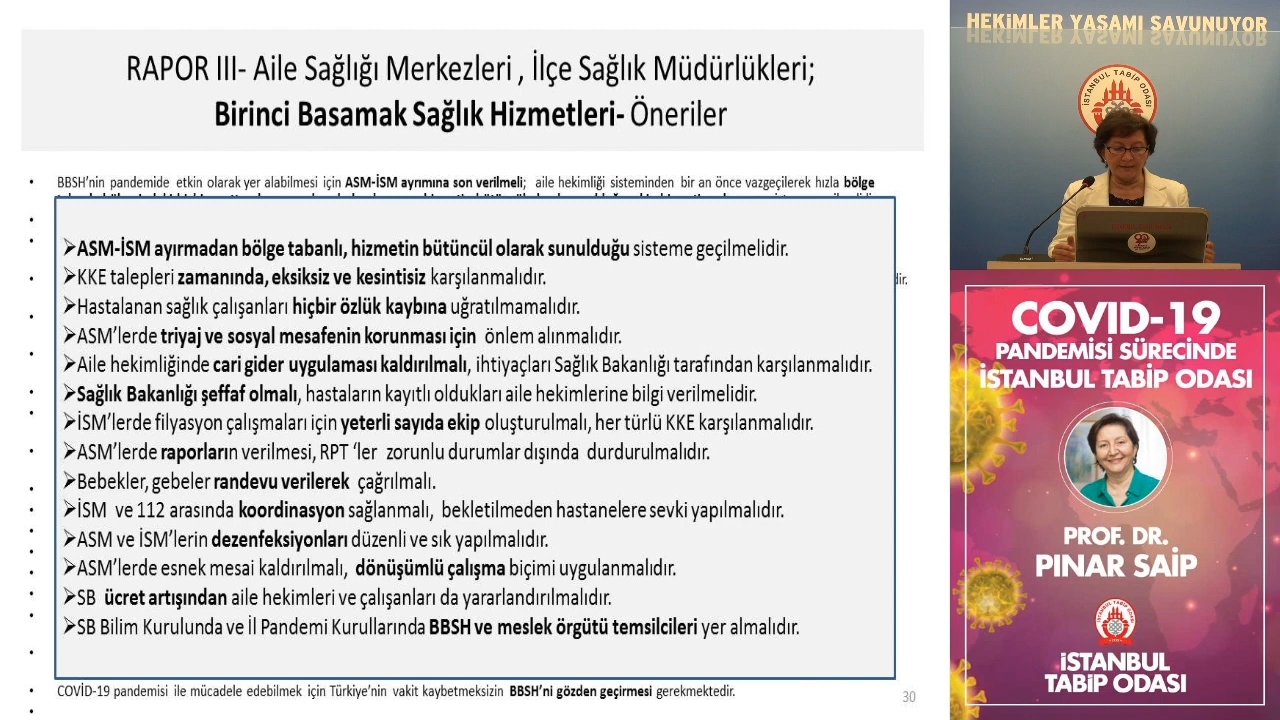 RAPOR III- Aile Sağlığı Merkezleri , İlçe Sağlık Müdürlükleri;
Birinci Basamak Sağlık Hizmetleri- Öneriler
BBSH’nin pandemide etkin olarak yer alabilmesi için ASM-İSM ayrımına son verilmeli; aile hekimliği sisteminden bir an önce vazgeçilerek hızla bölge
dir.
➢ASM-İSM ayırmadan bölge tabanlı, hizmetin bütüncül olarak sunulduğu sisteme geçilmelidir.
➢KKE talepleri zamanında, eksiksiz ve kesintisiz karşılanmalıdır.
➢Hastalanan sağlık çalışanları hiçbir özlük kaybına uğratılmamalıdır.
➢ASM’lerde triyaj ve sosyal mesafenin korunması için önlem alınmalıdır.
➢Aile hekimliğinde cari gider uygulaması kaldırılmalı, ihtiyaçları Sağlık Bakanlığı tarafından karşılanmalıdır.
➢Sağlık Bakanlığı şeffaf olmalı, hastaların kayıtlı oldukları aile hekimlerine bilgi verilmelidir.
➢İSM’lerde filyasyon çalışmaları için yeterli sayıda ekip oluşturulmalı, her türlü KKE karşılanmalıdır.
➢ASM’lerde raporların verilmesi, RPT ‘ler zorunlu durumlar dışında durdurulmalıdır.
➢Bebekler, gebeler randevu verilerek çağrılmalı.
➢İSM ve 112 arasında koordinasyon sağlanmalı, bekletilmeden hastanelere sevki yapılmalıdır.
➢ASM ve İSM’lerin dezenfeksiyonları düzenli ve sık yapılmalıdır.
➢ASM’lerde esnek mesai kaldırılmalı, dönüşümlü çalışma biçimi uygulanmalıdır.
➢SB ücret artışından aile hekimleri ve çalışanları da yararlandırılmalıdır.
➢SB Bilim Kurulunda ve İl Pandemi Kurullarında BBSH ve meslek örgütü temsilcileri yer almalıdır.
COVİD-19 pandemisi ile mücadele edebilmek için Türkiye’nin vakit kaybetmeksizin BBSH’ni gözden geçirmesi gerekmektedir.
30
HEKİMLER YAŞAMI SAVUNUYOR
İSTANBUL TABİP ODASI
COVID-19
PANDEMİSİ SÜRECİNDE
İSTANBUL TABİP ODASI
PROF. DR.
PINAR SAİP
İSTANBUL
TABİP ODASI